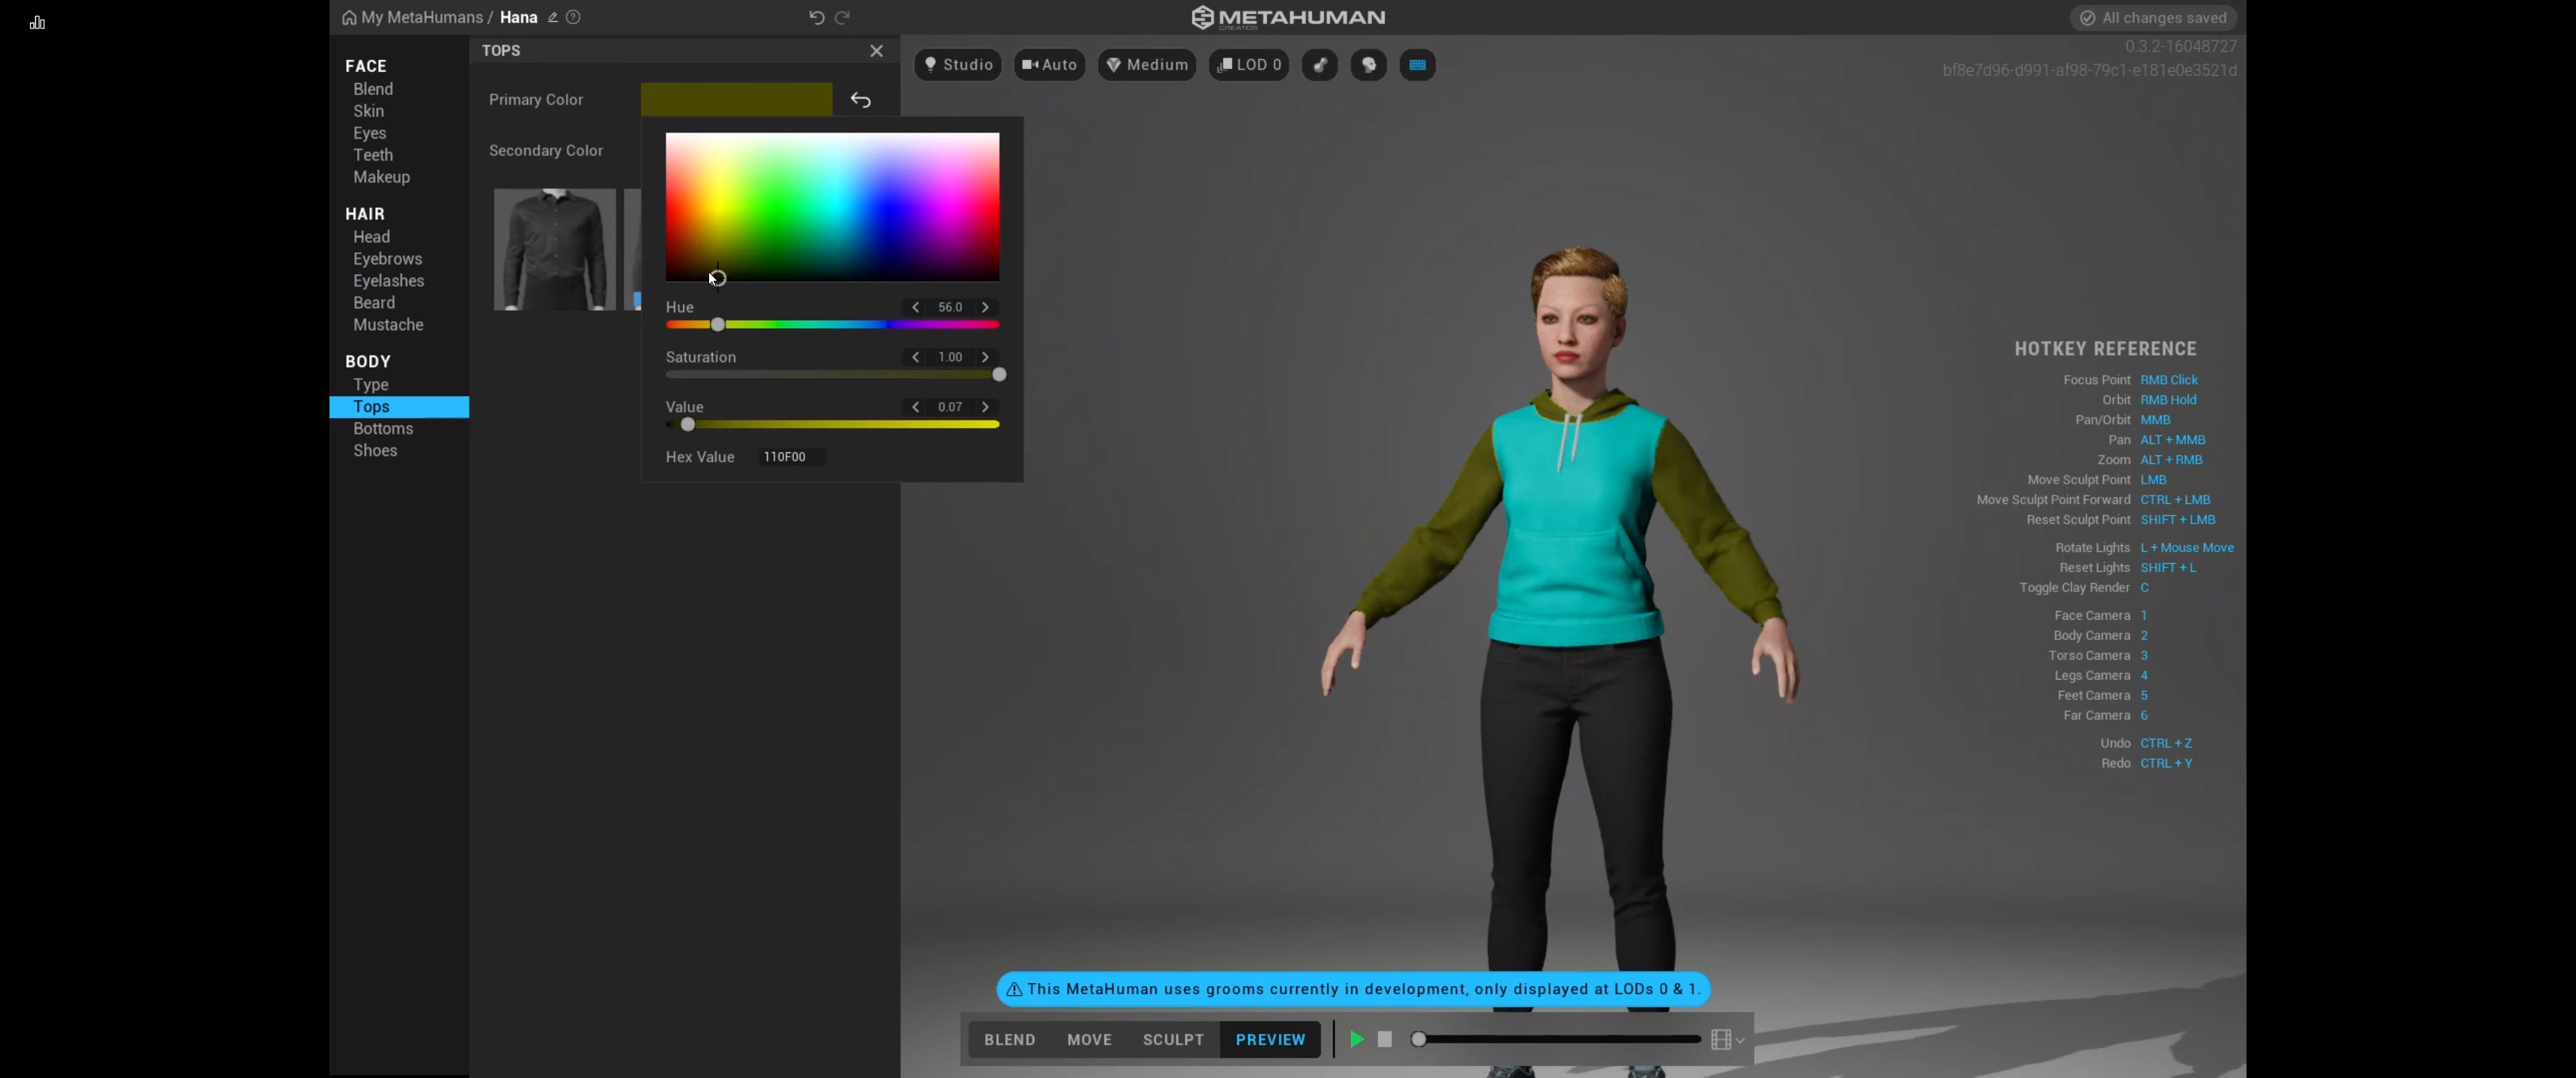 My MetaHumans / Hana
METAHUMAN
CREATOR
All changes saved
0.3.2-16048727
bf8e7d96-d991-af98-79c1-e181e0e3521d
FACE
Blend
Skin
Eyes
Teeth
Makeup
HAIR
Head
Eyebrows
Eyelashes
Beard
Mustache
BODY
Type
Tops
Bottoms
Shoes
TOPS
Primary Color
Secondary Color
Hue 56.0
Saturation 1.00
Value 0.07
Hex Value 110F00
Studio
Auto
Medium
LOD 0
HOTKEY REFERENCE
Focus Point RMB Click
Orbit RMB Hold
Pan/Orbit MMB
Pan ALT + MMB
Zoom ALT + RMB
Move Sculpt Point LMB
Move Sculpt Point Forward CTRL + LMB
Reset Sculpt Point SHIFT + LMB
Rotate Lights L + Mouse Move
Reset Lights SHIFT + L
Toggle Clay Render C
Face Camera 1
Body Camera 2
Torso Camera 3
Legs Camera 4
Feet Camera 5
Far Camera 6
Undo CTRL + Z
Redo CTRL + Y
This MetaHuman uses grooms currently in development, only displayed at LODs 0 & 1.
BLEND MOVE SCULPT PREVIEW